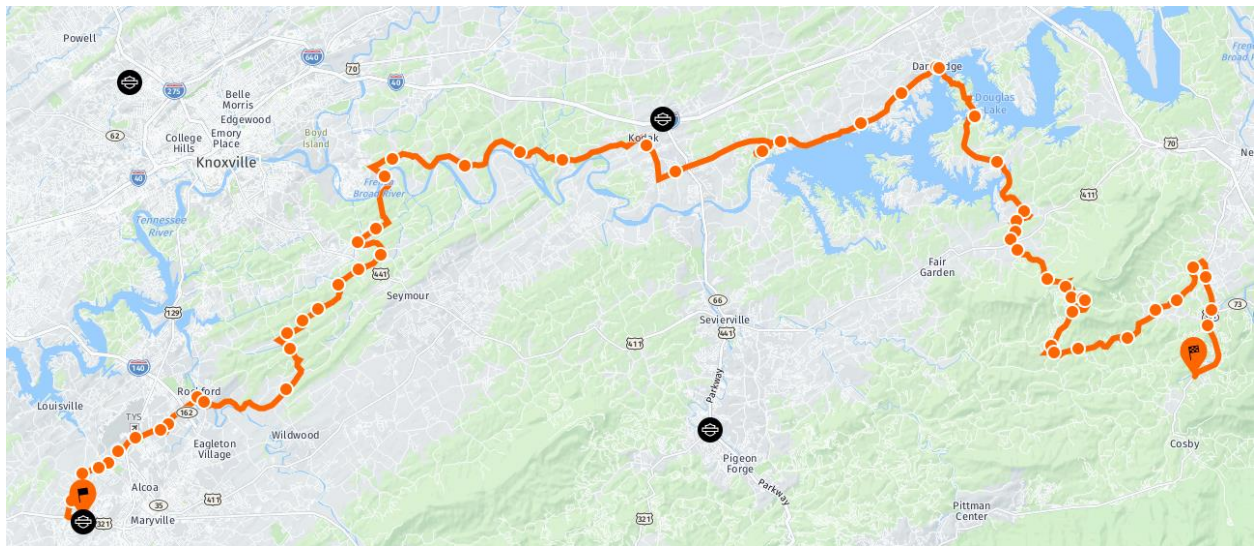 Powell
640
70
40
275
Belle
Morris
Edgewood
62
College
Hills
Emory
Place
Boyd
Island
Knoxville
40
Tennessee
River
French
Broad River
Kodak
Dandridge
Douglas
Lake
French
Broad R
70
Ne
411
Fair
Garden
441
Seymour
129
66
Sevierville
441
411
73
140
Rockford
Louisville
TYS
162
Wildwood
Eagleton
Village
Parkway
Cosby
Pigeon
Forge
Alcoa
35
411
Parkway
Maryville
321
321
Pittman
Center